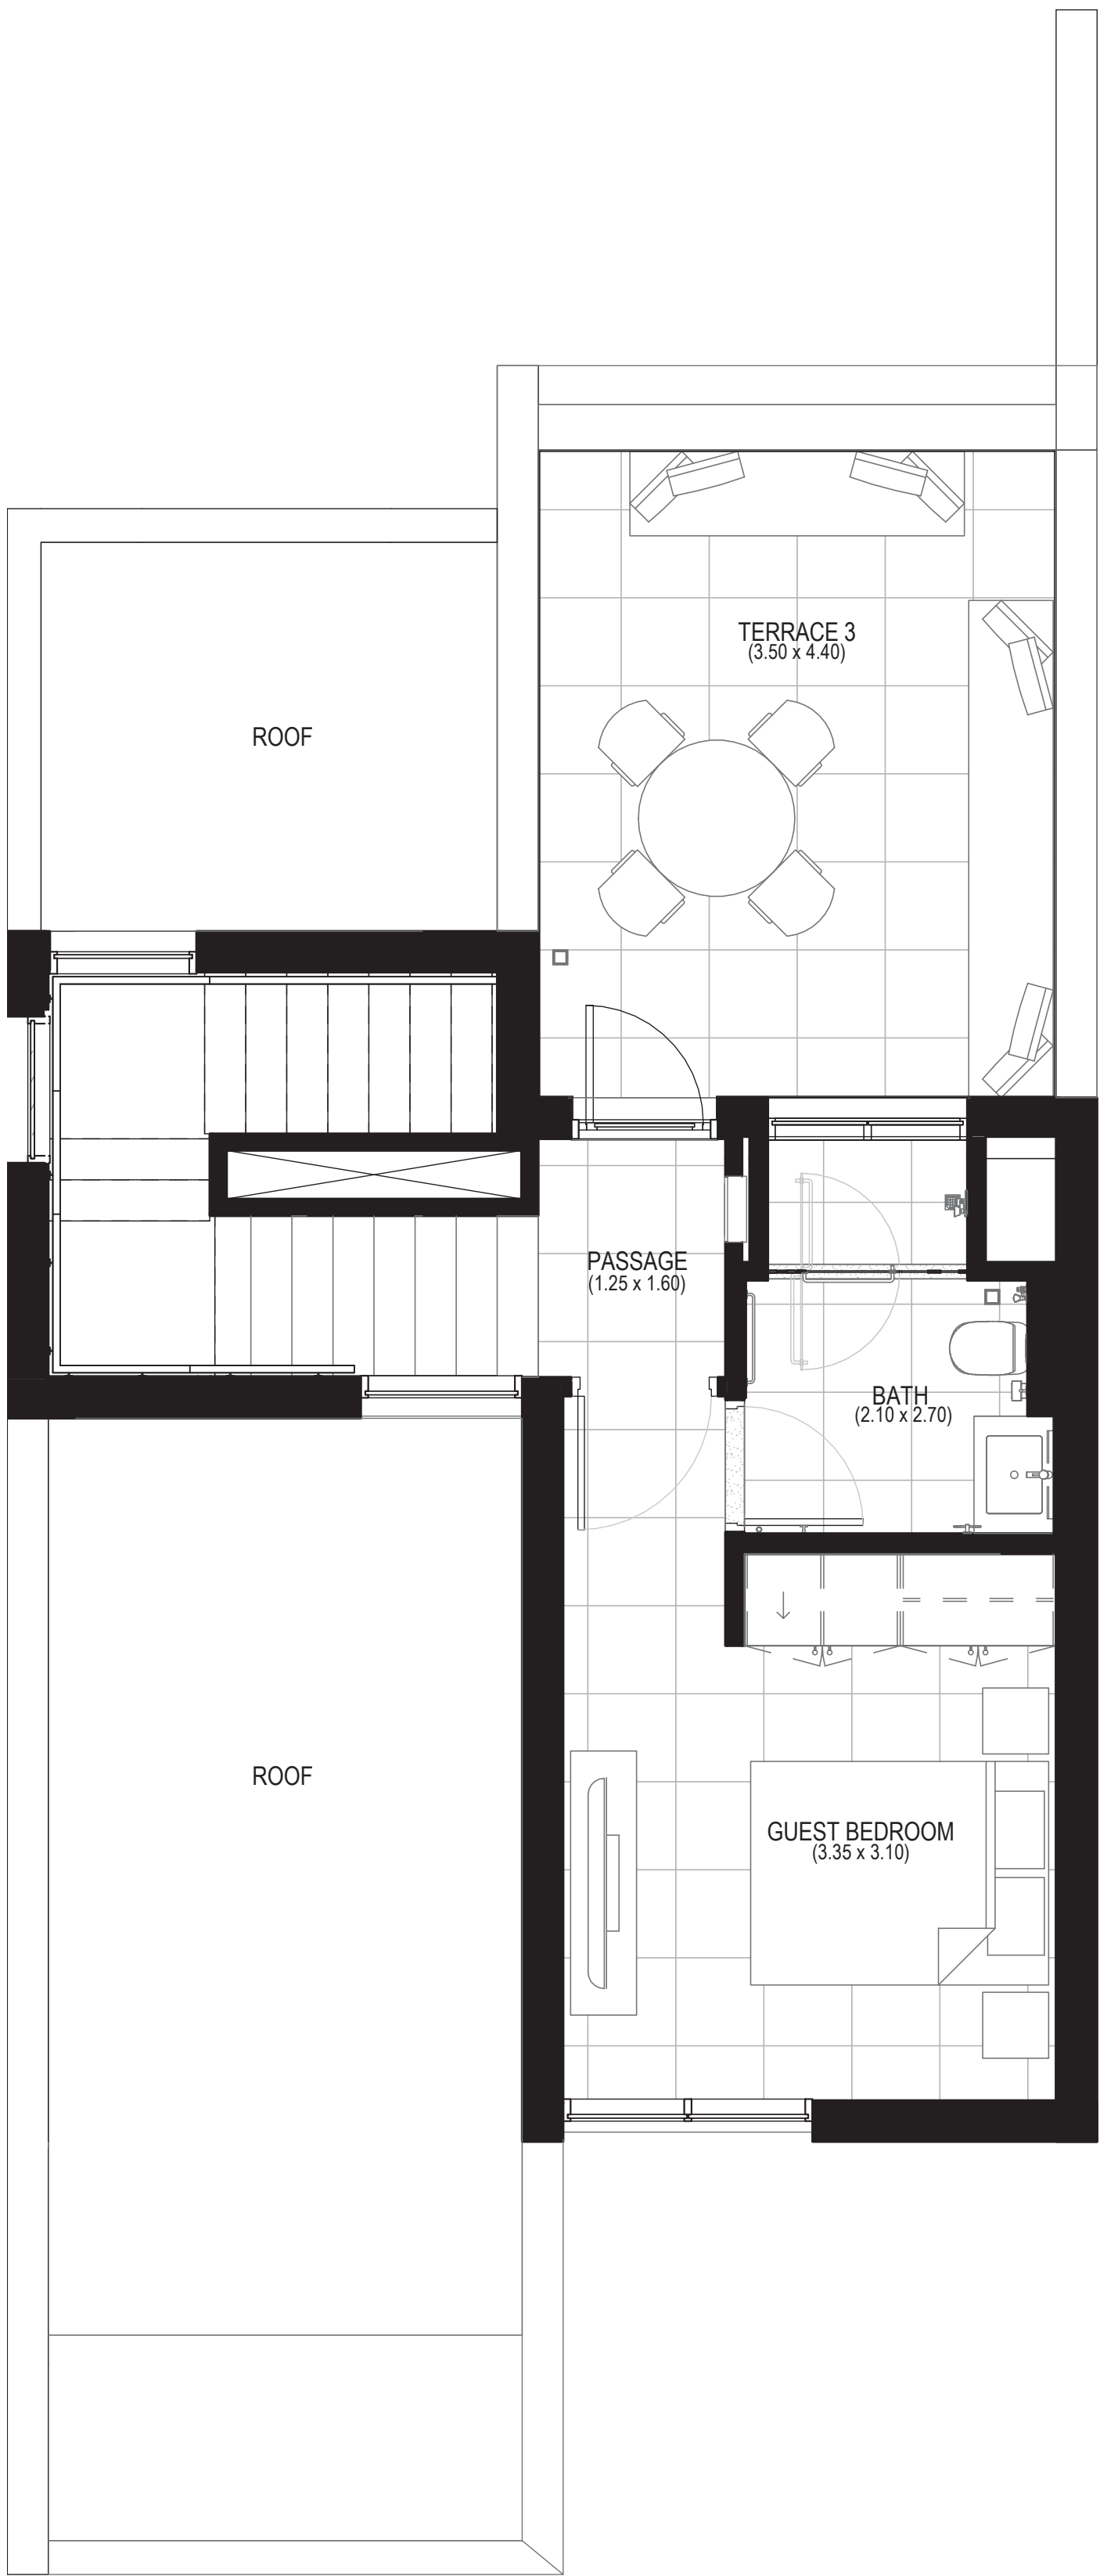 TERRACE 3
(3.50 x 4.40)
ROOF
PASSAGE
(1.25 x 1.60)
BATH
(2.10 x 2.70)
ROOF
GUEST BEDROOM
(3.35 x 3.10)